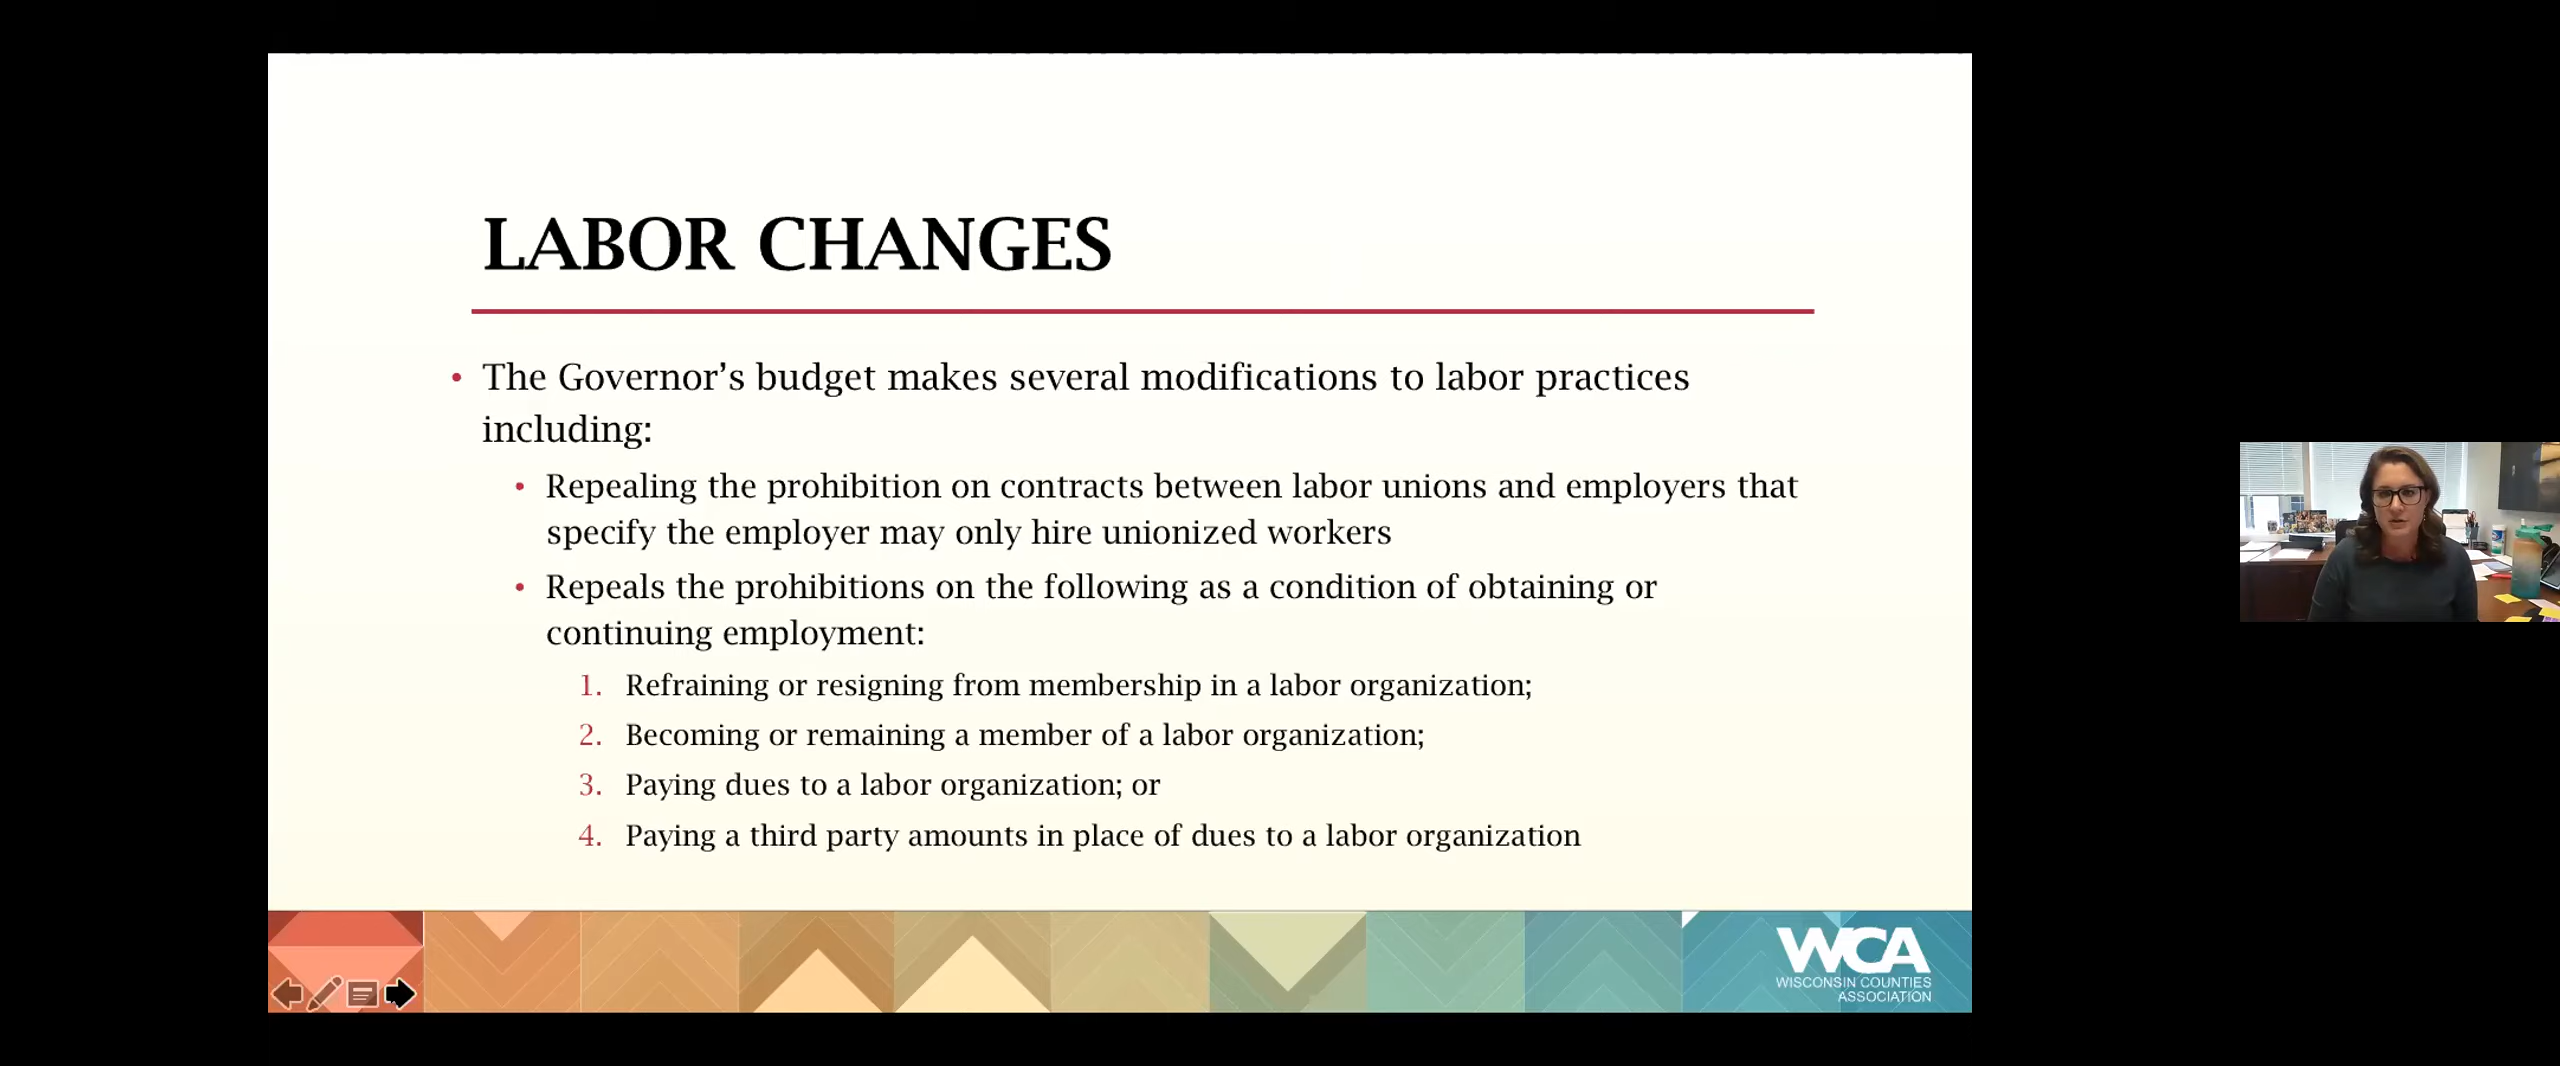 LABOR CHANGES
• The Governor’s budget makes several modifications to labor practices
including:
• Repealing the prohibition on contracts between labor unions and employers that
specify the employer may only hire unionized workers
• Repeals the prohibitions on the following as a condition of obtaining or
continuing employment:
1. Refraining or resigning from membership in a labor organization;
2. Becoming or remaining a member of a labor organization;
3. Paying dues to a labor organization; or
4. Paying a third party amounts in place of dues to a labor organization
WCA
WISCONSIN COUNTIES
ASSOCIATION